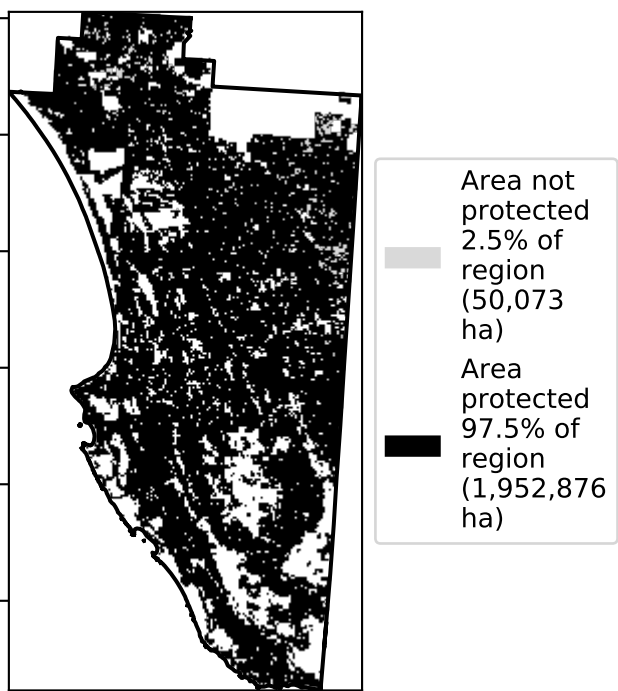 Area not
protected
2.5% of
region
(50,073
ha)
Area
protected
97.5% of
region
(1,952,876
ha)